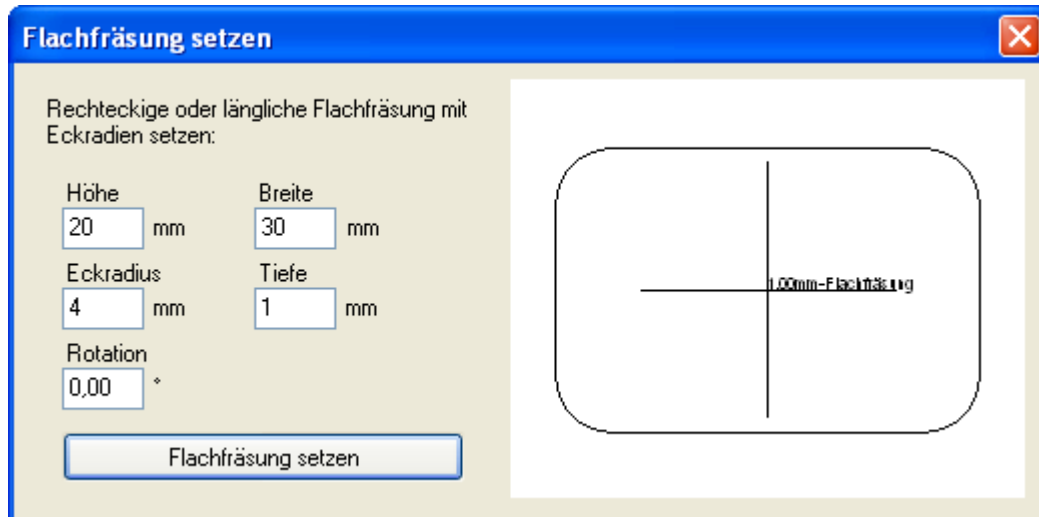 Flachfräsung setzen
Rechteckige oder längliche Flachfräsung mit
Eckradien setzen:
Höhe Breite
20 mm 30 mm
Eckradius Tiefe
4 mm 1 mm
Rotation
0,00 °
Flachfräsung setzen
1.00mm-Flachfräsung